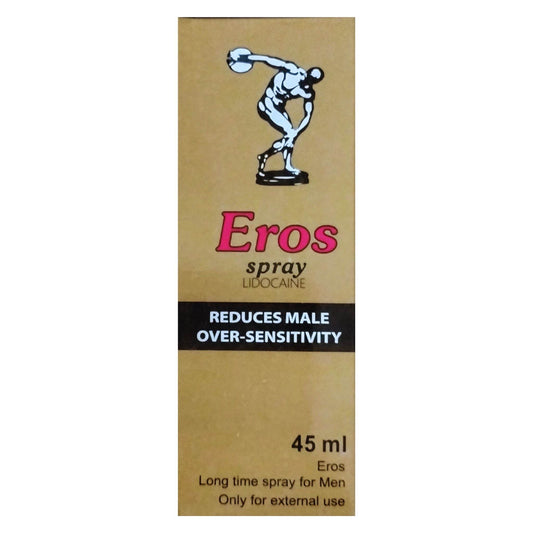 Eros
spray
LIDOCAINE
REDUCES MALE
OVER-SENSITIVITY
45 ml
Eros
Long time spray for Men
Only for external use